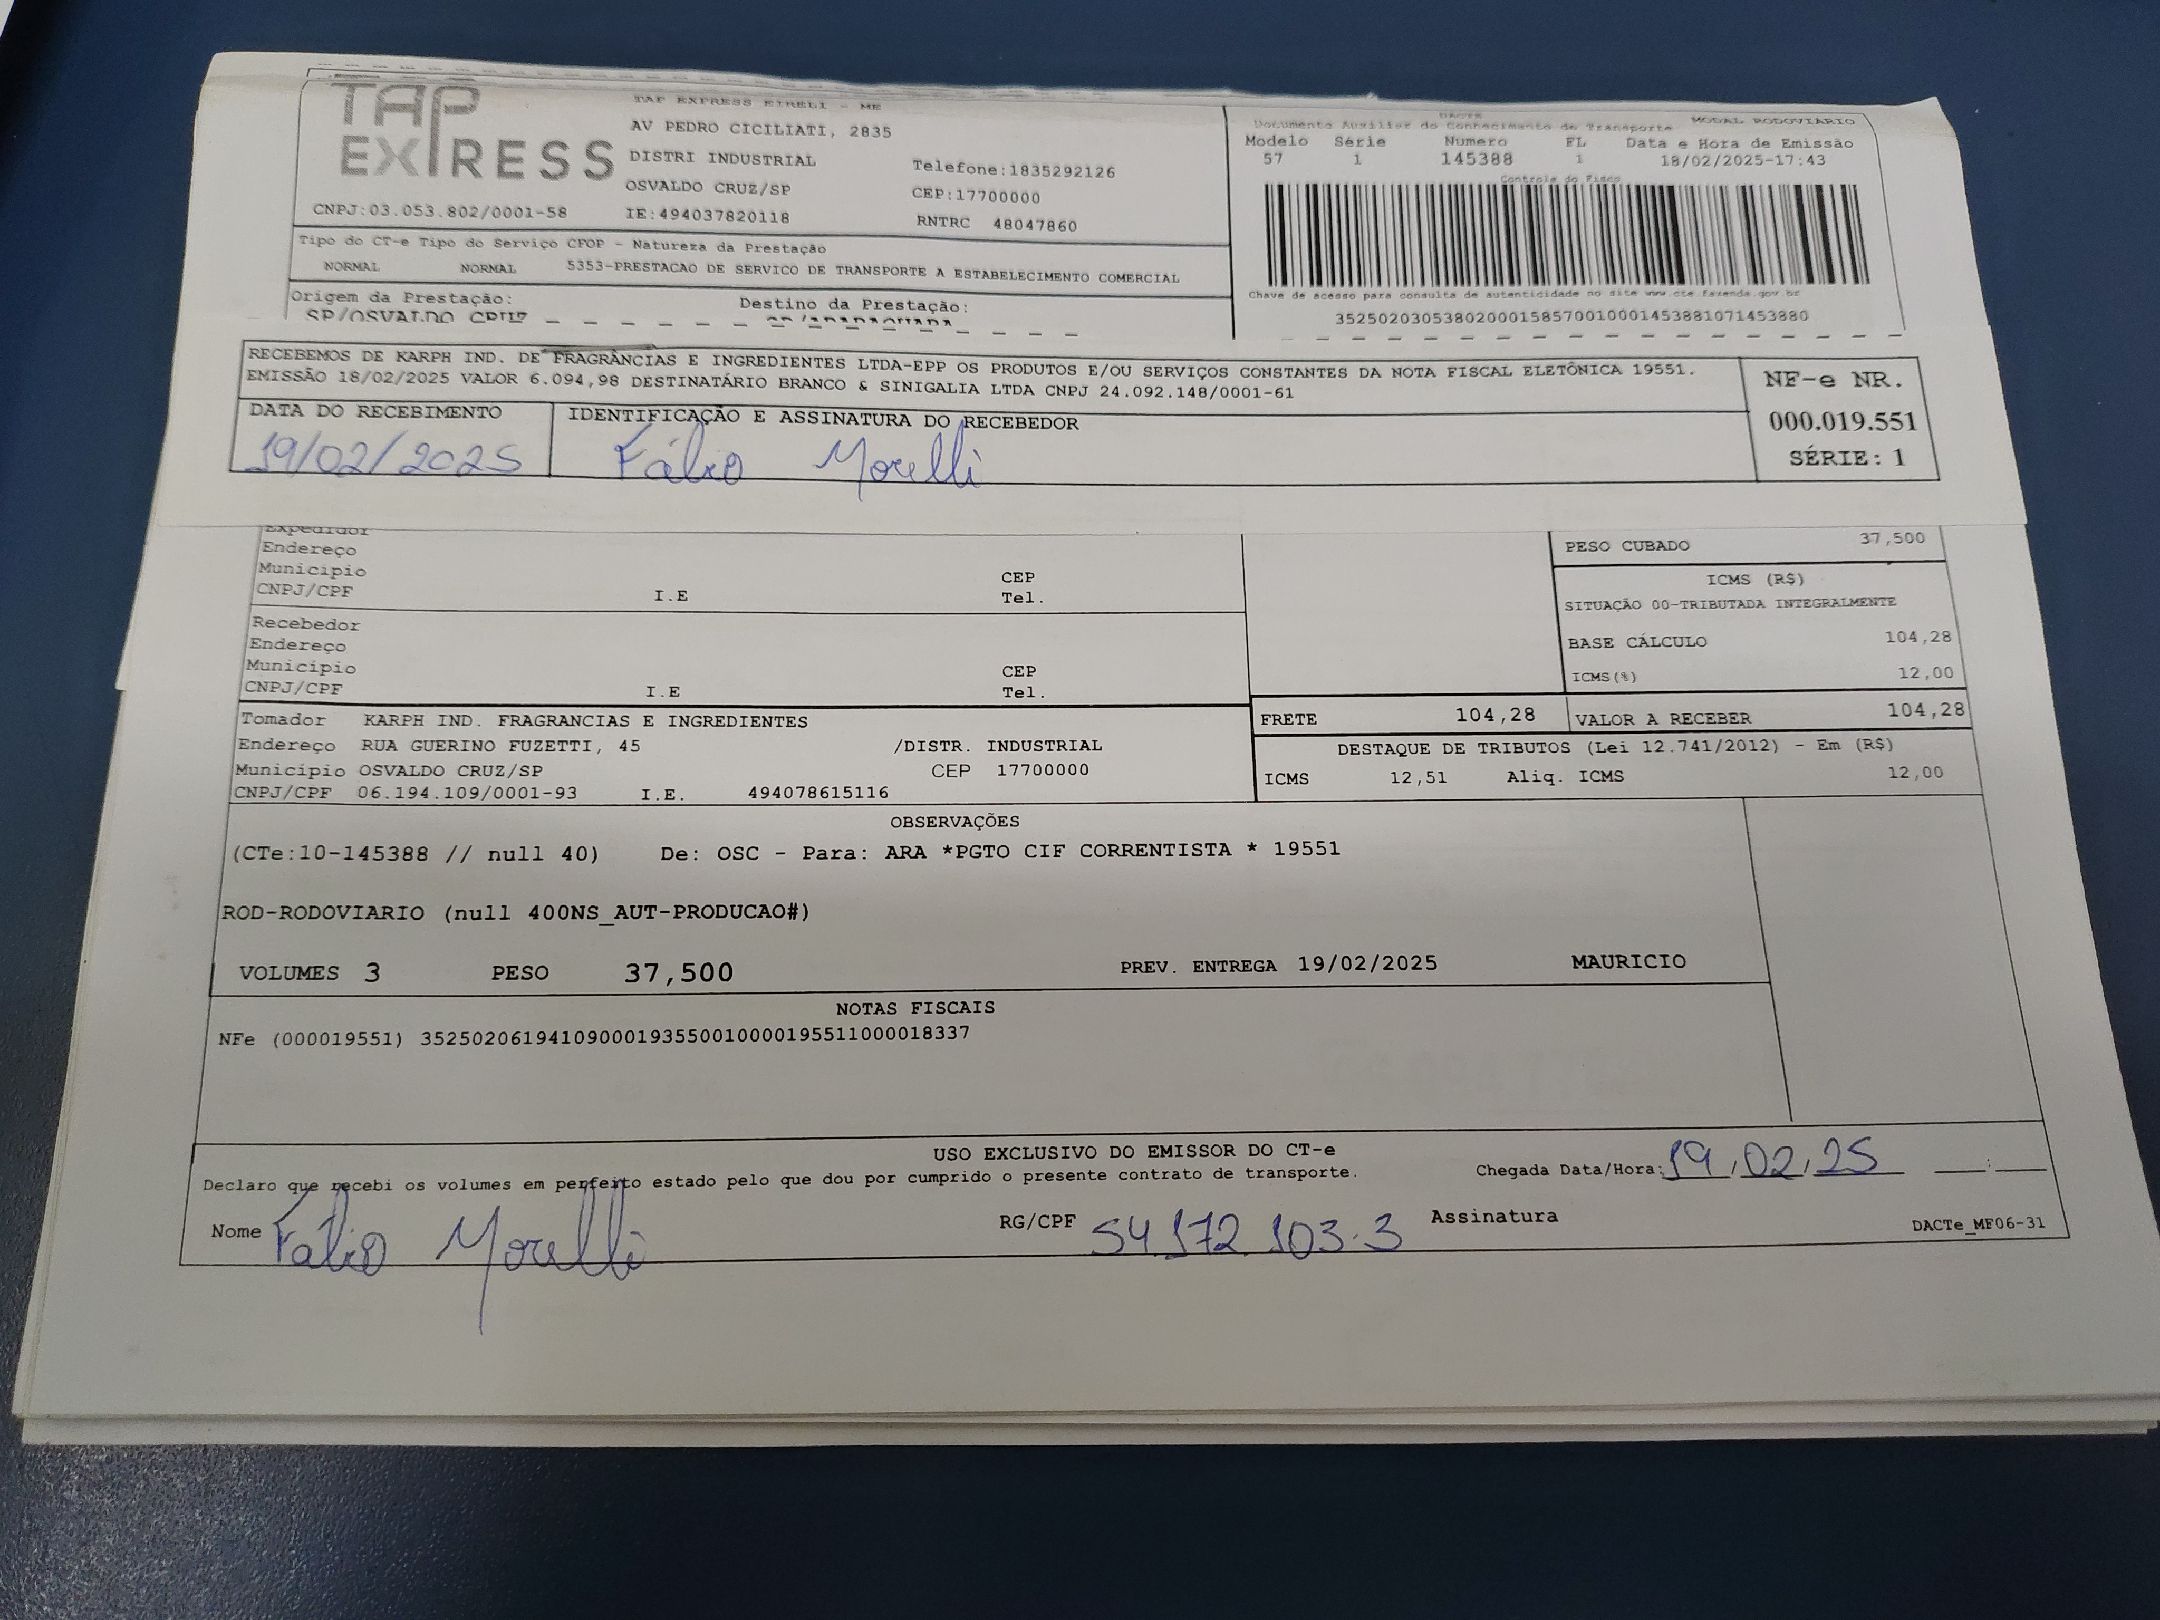 TAP EXPRESS
TAP EXPRESS EIRELI - ME
AV PEDRO CICILIATI, 2835
DISTRI INDUSTRIAL
Telefone:1835292126
OSVALDO CRUZ/SP
CEP:17700000
CNPJ:03.053.802/0001-58
IE:494037820118
RNTRC 48047860
DACTE
Documento Auxiliar do Conhecimento de Transporte
MODAL RODOVIARIO
Modelo Série Numero FL Data e Hora de Emissão
57 1 145388 1 18/02/2025-17:43
Controle do Fisco
Tipo do CT-e Tipo do Serviço CFOP - Natureza da Prestação
NORMAL NORMAL 5353-PRESTACAO DE SERVICO DE TRANSPORTE A ESTABELECIMENTO COMERCIAL
Chave de acesso para consulta de autenticidade no site www.cte.fazenda.gov.br
35250203053802000158570010001453881071453880
Origem da Prestação: Destino da Prestação:
SP/OSVALDO CRUZ
RECEBEMOS DE KARPH IND. DE FRAGRÂNCIAS E INGREDIENTES LTDA-EPP OS PRODUTOS E/OU SERVIÇOS CONSTANTES DA NOTA FISCAL ELETÔNICA 19551.
EMISSÃO 18/02/2025 VALOR 6.094,98 DESTINATÁRIO BRANCO & SINIGALIA LTDA CNPJ 24.092.148/0001-61
NF-e NR.
000.019.551
SÉRIE: 1
DATA DO RECEBIMENTO IDENTIFICAÇÃO E ASSINATURA DO RECEBEDOR
19/02/2025 Fábio Morelli
Expedidor
Endereço
Municipio CEP
CNPJ/CPF I.E Tel.
Recebedor
Endereço
Município CEP
CNPJ/CPF I.E Tel.
PESO CUBADO 37,500
ICMS (R$)
SITUAÇÃO 00-TRIBUTADA INTEGRALMENTE
BASE CÁLCULO 104,28
ICMS(%) 12,00
Tomador KARPH IND. FRAGRANCIAS E INGREDIENTES
Endereço RUA GUERINO FUZETTI, 45 /DISTR. INDUSTRIAL
Município OSVALDO CRUZ/SP CEP 17700000
CNPJ/CPF 06.194.109/0001-93 I.E. 494078615116
FRETE 104,28 VALOR A RECEBER 104,28
DESTAQUE DE TRIBUTOS (Lei 12.741/2012) - Em (R$)
ICMS 12,51 Aliq. ICMS 12,00
OBSERVAÇÕES
(CTe:10-145388 // null 40) De: OSC - Para: ARA *PGTO CIF CORRENTISTA * 19551
ROD-RODOVIARIO (null 400NS_AUT-PRODUCAO#)
VOLUMES 3 PESO 37,500 PREV. ENTREGA 19/02/2025 MAURICIO
NOTAS FISCAIS
NFe (000019551) 35250206194109000193550010000195511000018337
USO EXCLUSIVO DO EMISSOR DO CT-e
Declaro que recebi os volumes em perfeito estado pelo que dou por cumprido o presente contrato de transporte. Chegada Data/Hora: 19/02/25 :
Nome Fábio Morelli RG/CPF 54 172 103-3 Assinatura DACTe_MF06-31